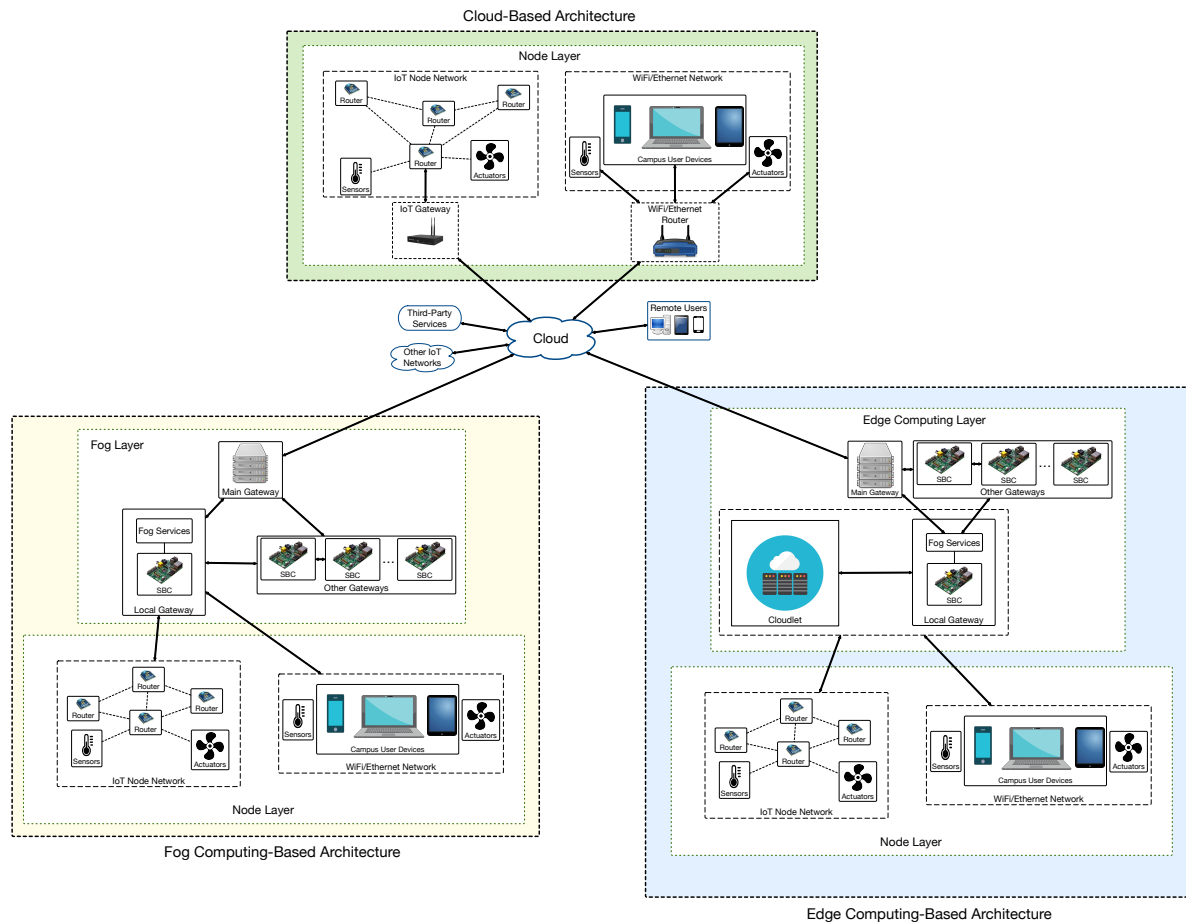 Cloud-Based Architecture
Node Layer
IoT Node Network
Router
Router
Router
Router
Sensors
Actuators
IoT Gateway
WiFi/Ethernet Network
Sensors
Campus User Devices
Actuators
WiFi/Ethernet
Router
Third-Party
Services
Other IoT
Networks
Cloud
Remote Users
Fog Layer
Main Gateway
Fog Services
SBC
Local Gateway
SBC
SBC
...
SBC
Other Gateways
Router
Router
Router
Router
Sensors
Actuators
IoT Node Network
Sensors
Campus User Devices
Actuators
WiFi/Ethernet Network
Node Layer
Fog Computing-Based Architecture
Edge Computing Layer
Main Gateway
SBC
SBC
...
SBC
Other Gateways
Cloudlet
Fog Services
SBC
Local Gateway
Router
Router
Router
Router
Sensors
Actuators
IoT Node Network
Sensors
Campus User Devices
Actuators
WiFi/Ethernet Network
Node Layer
Edge Computing-Based Architecture